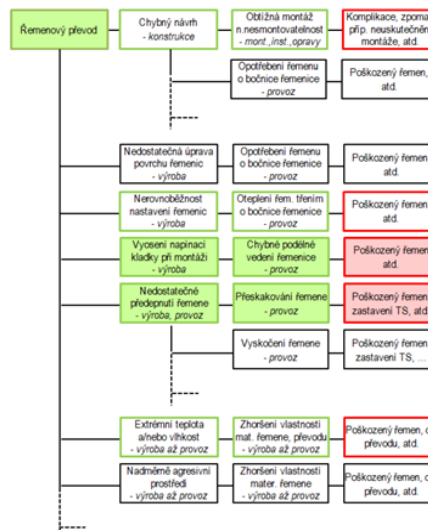 Řemenový převod
Chybný návrh
- konstrukce
Obtížná montáž
n.nesmontovatelnost
- mont.,inst.,opravy
Komplikace, zpoma
příp. neuskutečněn
montáže, atd.
Opotření řemenu
o bočnice řemenice
- provoz
Poškozený řemen,
atd.
Nedostatečná úprava
povrchu řemenic
- výroba
Opotřebení řemenu
o bočnice řemenice
- provoz
Poškozený řemen
atd.
Nerovnoběžnost
nastavení řemenic
- výroba
Oteplení řem. třením
o bočnice řemenice
- provoz
Poškozený řemen
atd.
Vyosení napínací
kladky při montáži
- výroba
Chybné podélné
vedení řemenice
- provoz
Poškozený řemen
atd.
Nedostatečné
předepnutí řemene
- výroba, provoz
Přeskakování řemene
- provoz
Poškozený řemen
zastavení TS, atd
Vyskočení řemene
- provoz
Poškozený řemen
zastavení TS, ...
Extrémní teplota
a/nebo vlhkost
- výroba až provoz
Zhoršení vlastností
mat. řemene, převodu
- výroba až provoz
Poškozený řemen, c
převodu, atd.
Nadměrně agresivní
prostředí
- výroba až provoz
Zhoršení vlastností
mater. řemene
- výroba až provoz
Poškozený řemen, c
převodu, atd.